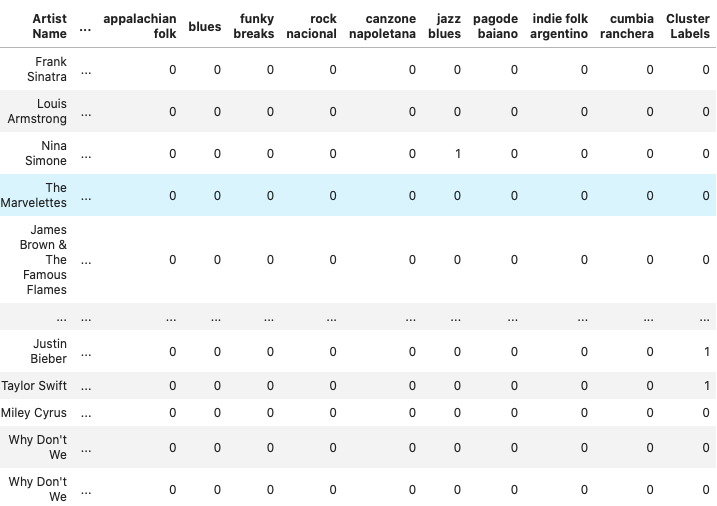 Artist Name ... appalachian folk blues funky breaks rock nacional canzone napoletana jazz blues pagode baiano indie folk argentino cumbia ranchera Cluster Labels
Frank Sinatra ... 0 0 0 0 0 0 0 0 0 0
Louis Armstrong ... 0 0 0 0 0 0 0 0 0 0
Nina Simone ... 0 0 0 0 0 1 0 0 0 0
The Marvelettes ... 0 0 0 0 0 0 0 0 0 0
James Brown & The Famous Flames ... 0 0 0 0 0 0 0 0 0 0
... ... ... ... ... ... ... ... ... ... ... ...
Justin Bieber ... 0 0 0 0 0 0 0 0 0 1
Taylor Swift ... 0 0 0 0 0 0 0 0 0 1
Miley Cyrus ... 0 0 0 0 0 0 0 0 0 0
Why Don't We ... 0 0 0 0 0 0 0 0 0 0
Why Don't We ... 0 0 0 0 0 0 0 0 0 0